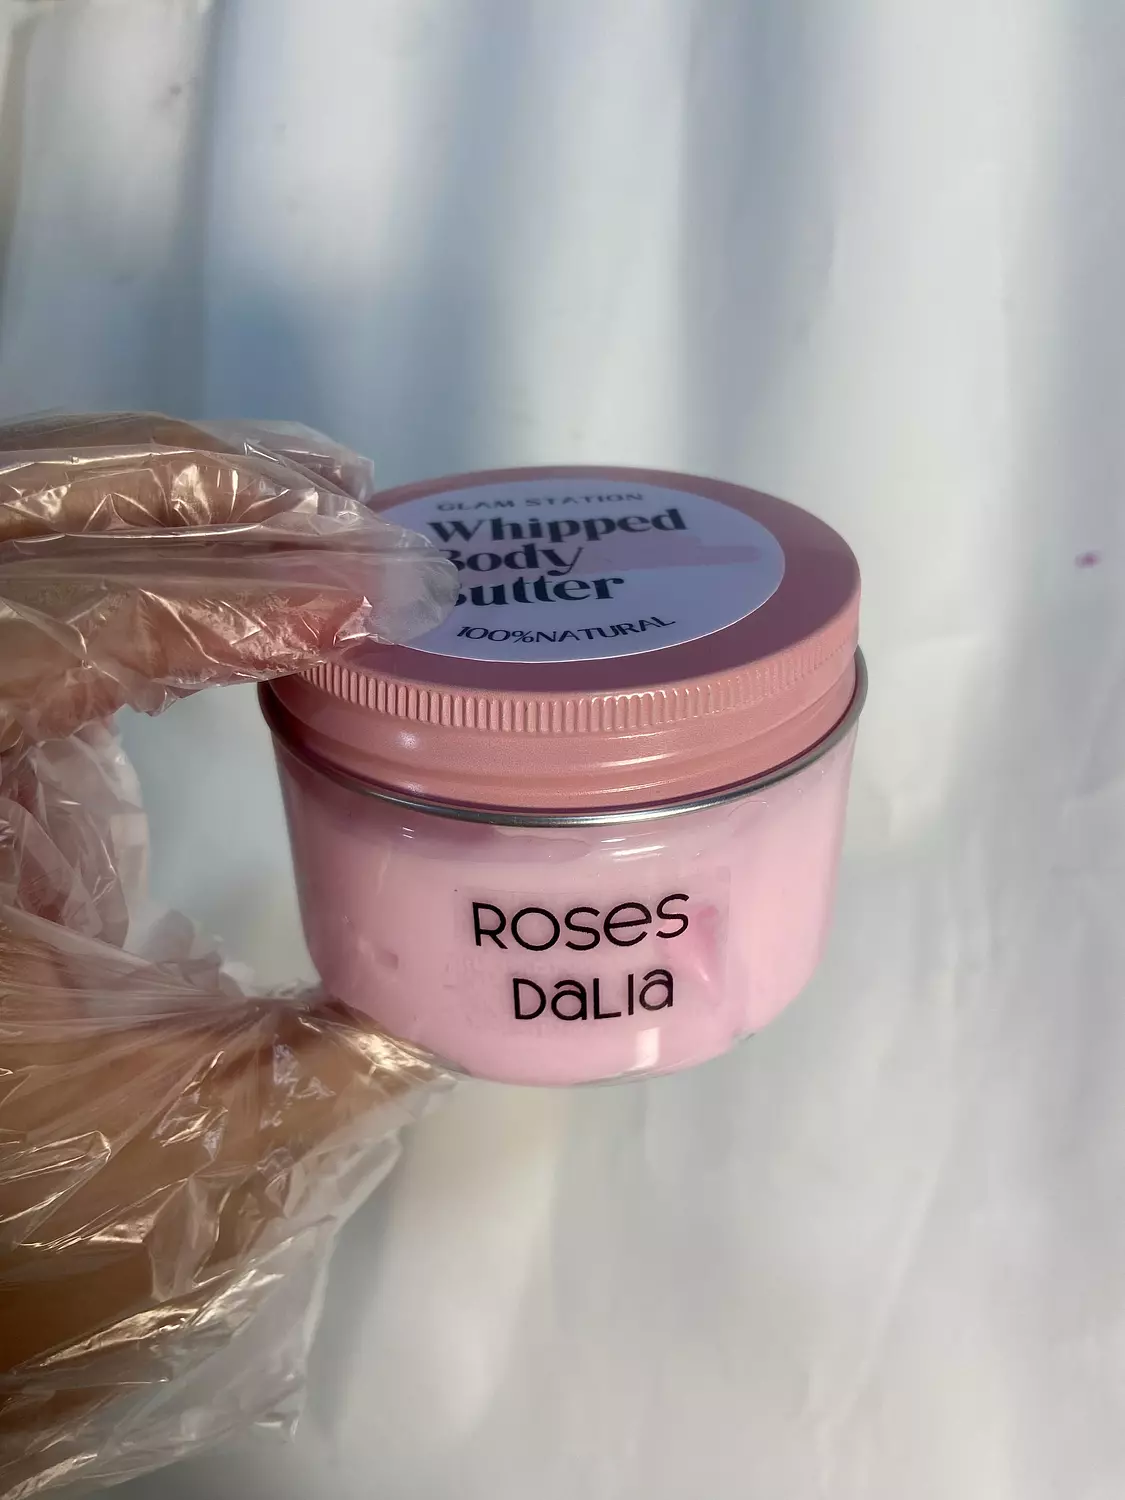 GLAM STATION
Whipped
Body
Butter
100%NATURAL
ROSES
DALIA